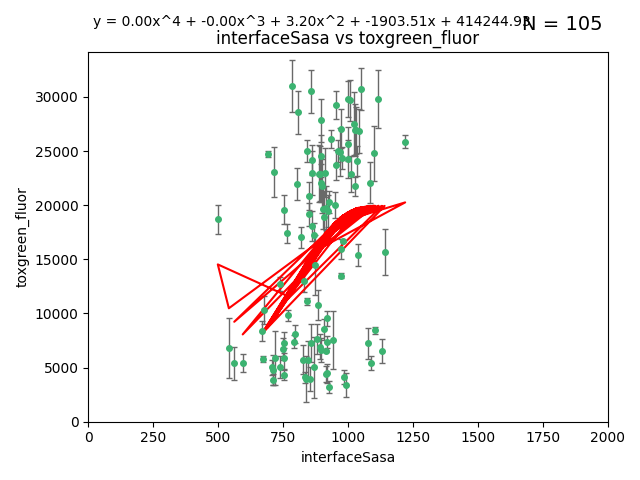 y = 0.00x^4 + -0.00x^3 + 3.20x^2 + -1903.51x + 414244.93
N = 105
interfaceSasa vs toxgreen_fluor
30000
25000
20000
15000
10000
5000
0
toxgreen_fluor
0 250 500 750 1000 1250 1500 1750 2000
interfaceSasa